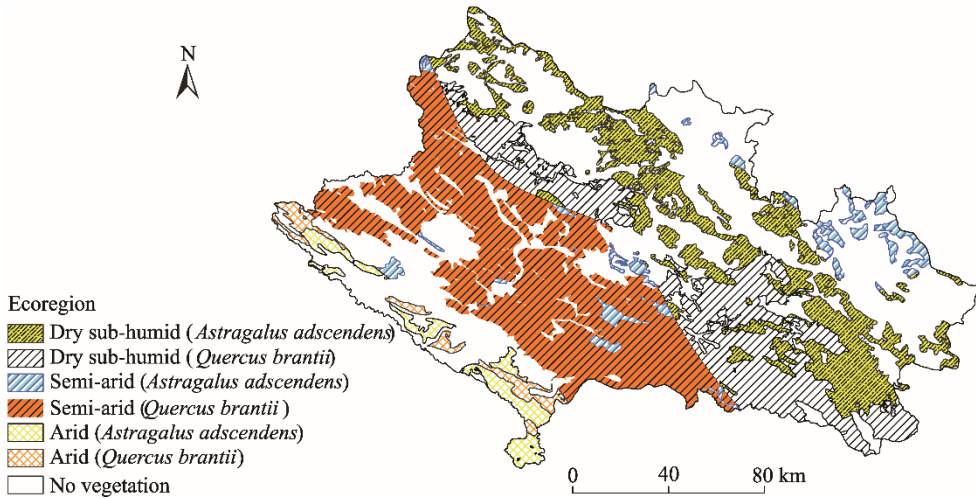 N
Ecoregion
Dry sub-humid (Astragalus adscendens)
Dry sub-humid (Quercus brantii)
Semi-arid (Astragalus adscendens)
Semi-arid (Quercus brantii)
Arid (Astragalus adscendens)
Arid (Quercus brantii)
No vegetation
0 40 80 km